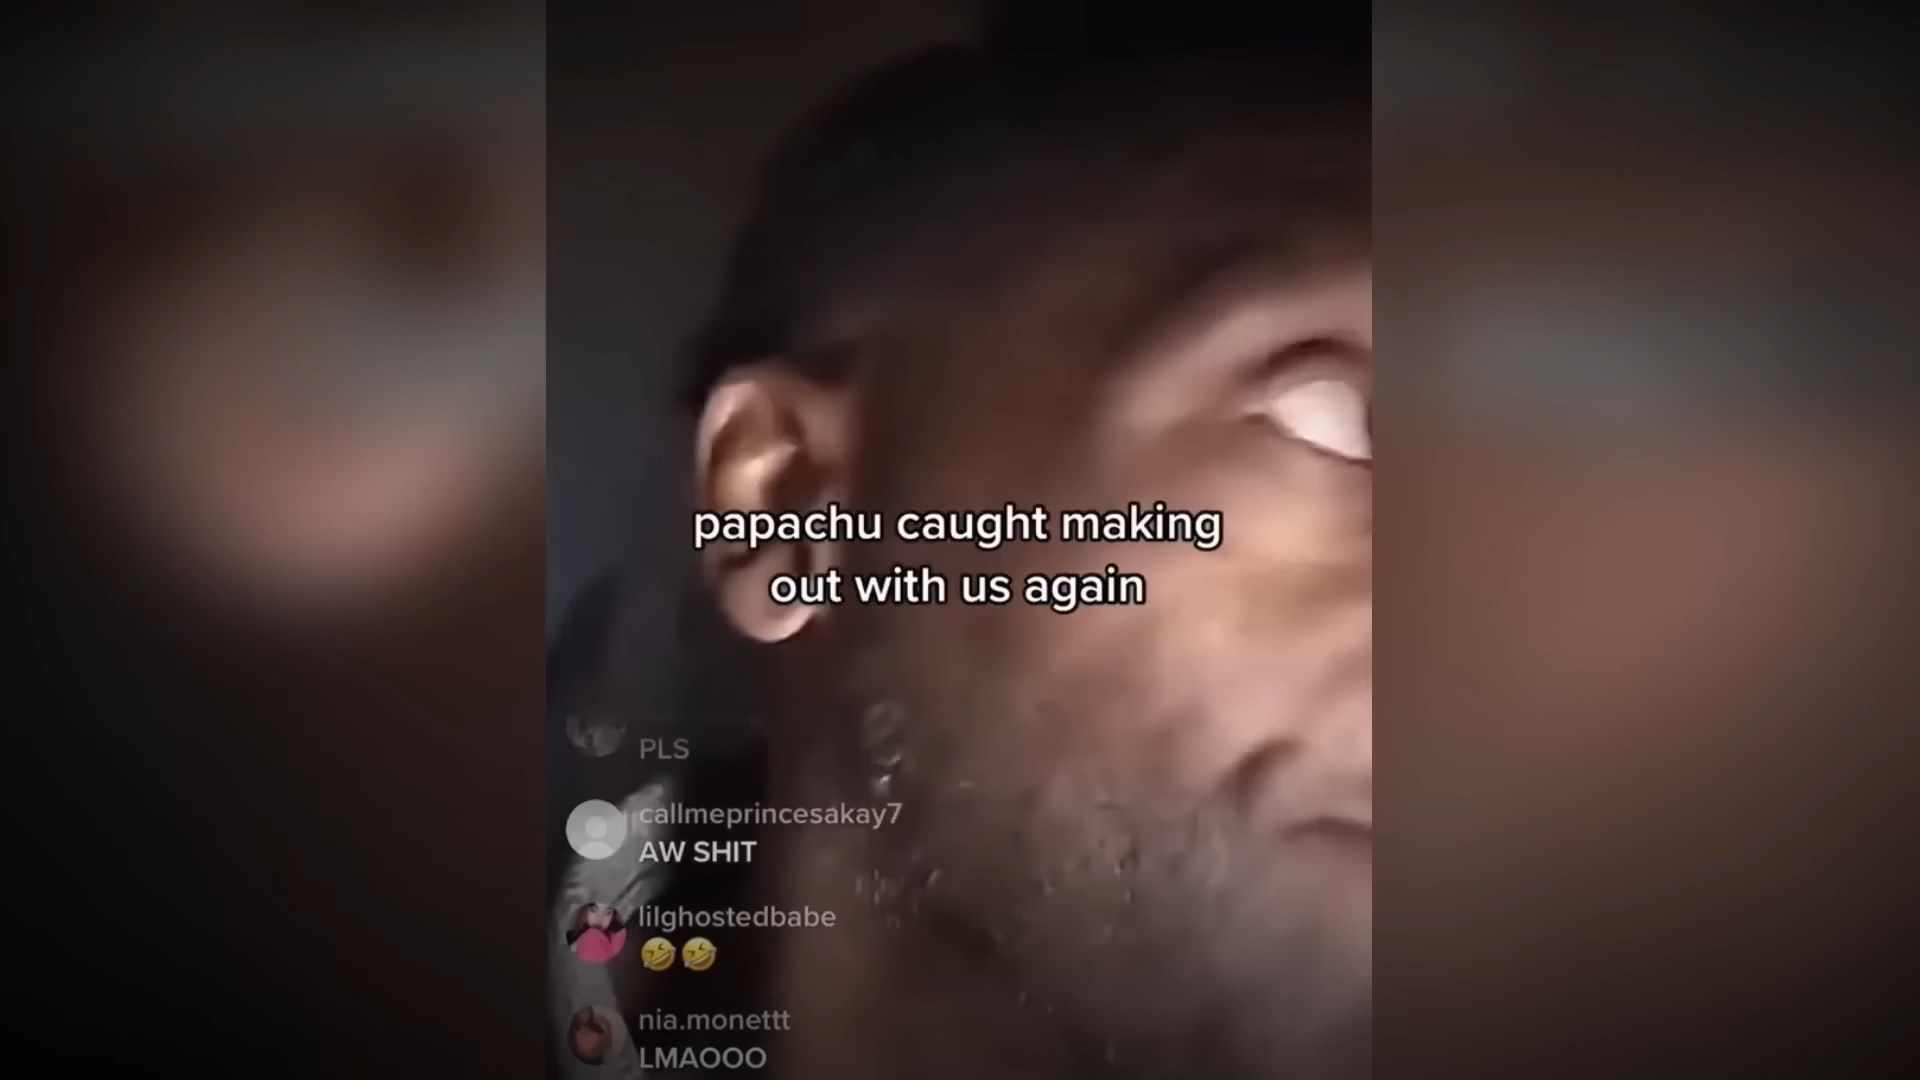 papachu caught making
out with us again
PLS
callmeprincesakay7
AW SHIT
lilghostedbabe
🤣🤣
nia.monettt
LMAOOO